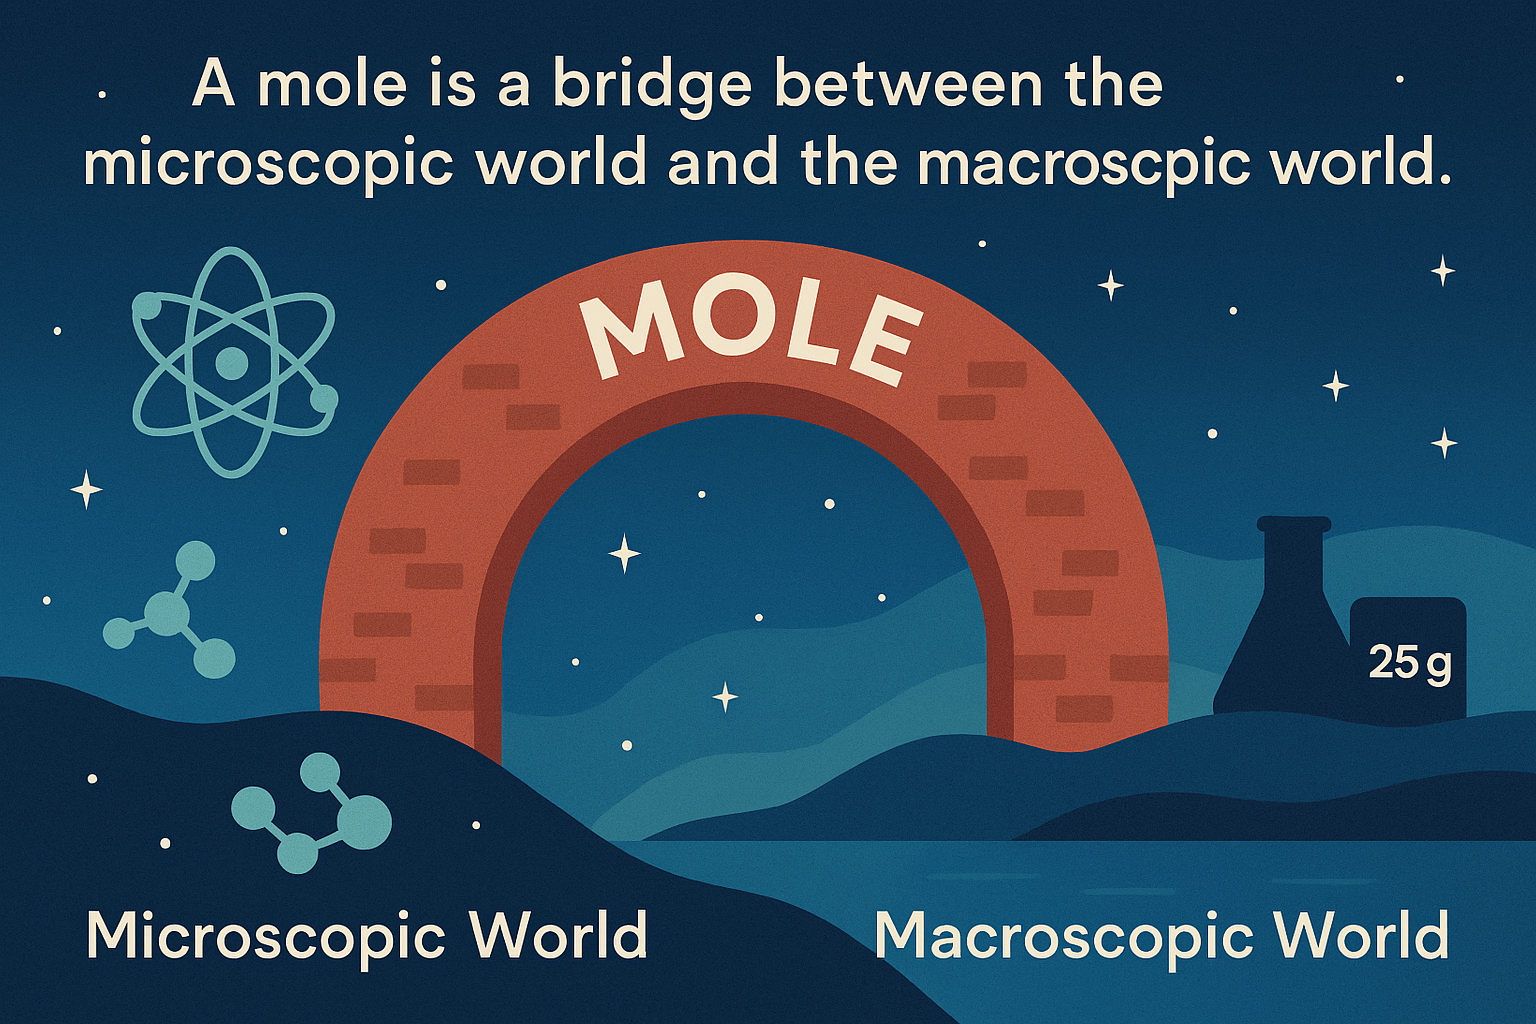 A mole is a bridge between the
microscopic world and the macroscpic world.
MOLE
25 g
Microscopic World
Macroscopic World